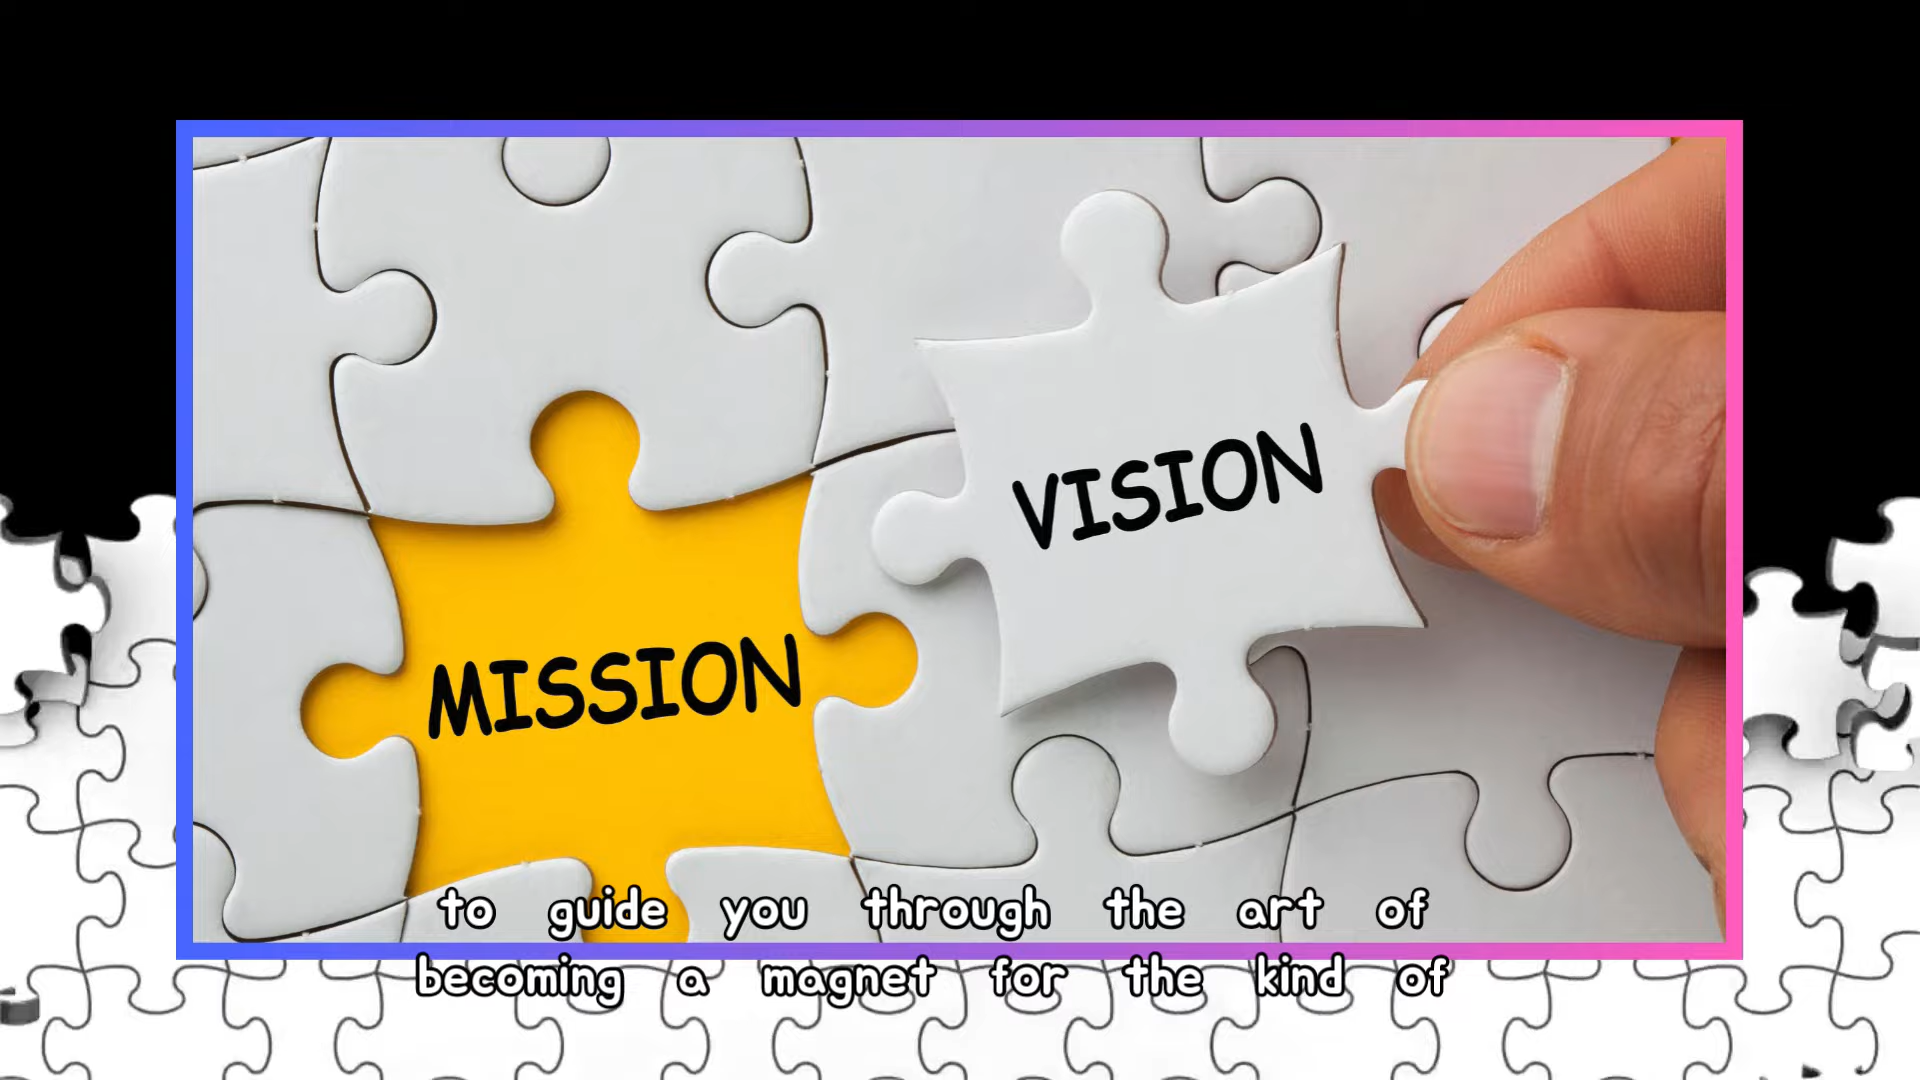 VISION
MISSION
to guide you through the art of
becoming a magnet for the kind of